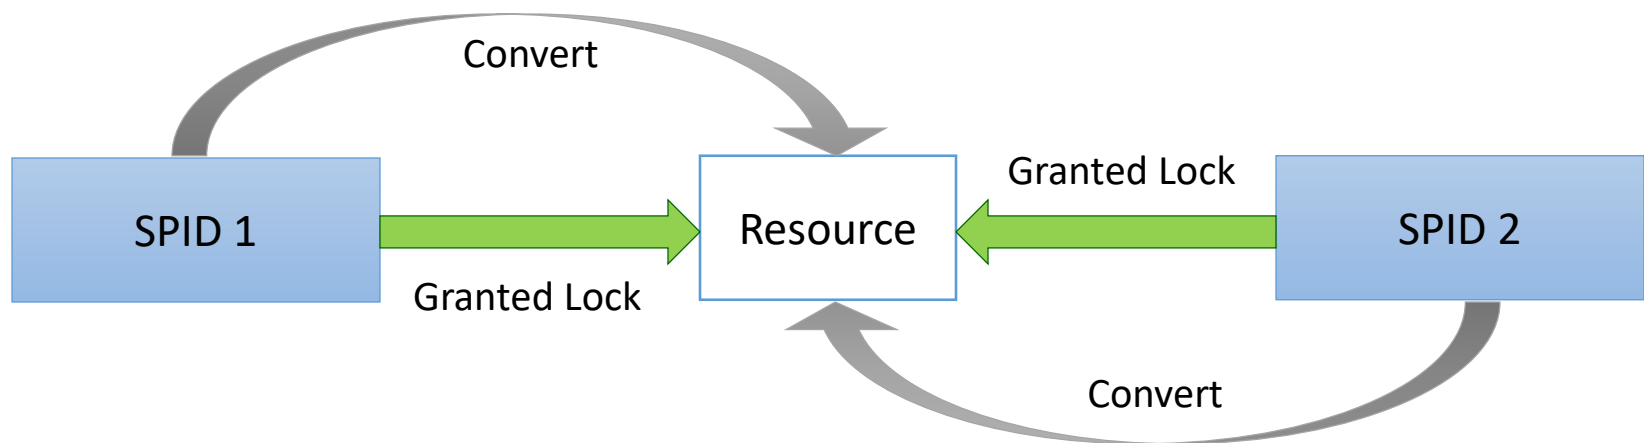 Convert
Granted Lock
SPID 1
Resource
SPID 2
Granted Lock
Convert